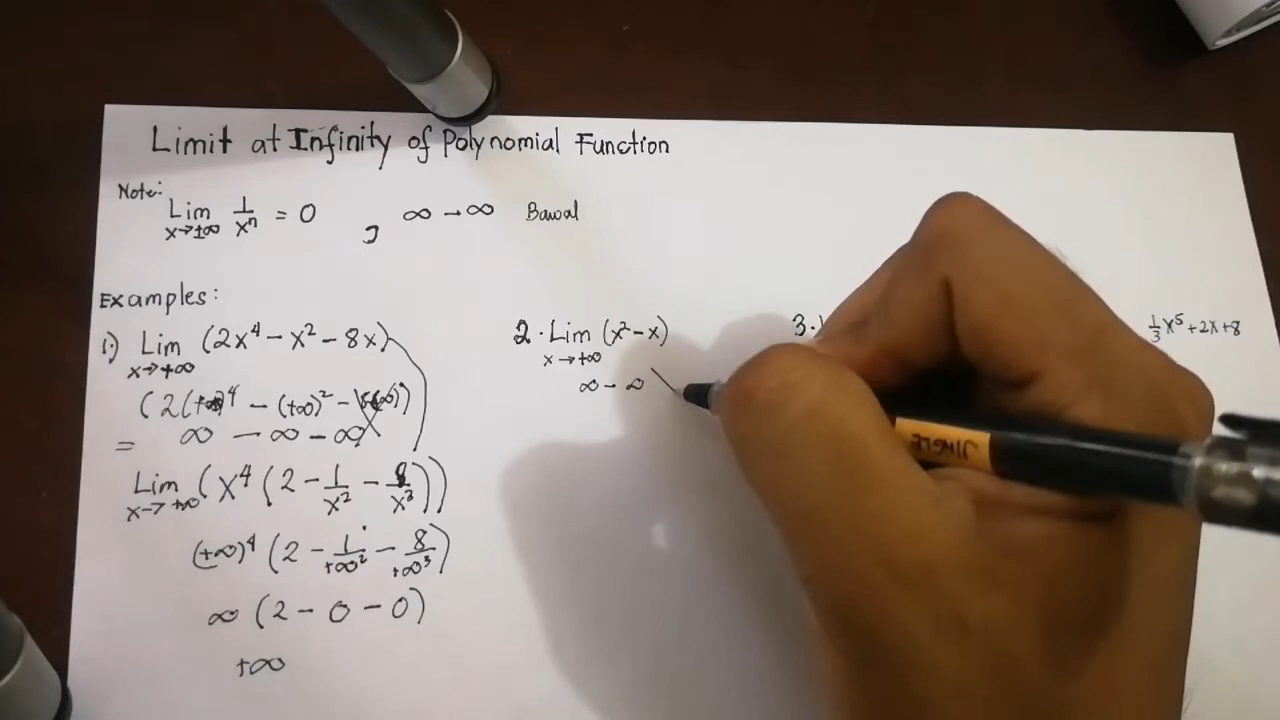 Limit at Infinity of Polynomial Function
Note:
Lim x→±∞ 1/xⁿ = 0 , ∞ - ∞ Bawal
Examples:
1.) Lim x→+∞ (2x⁴ - x² - 8x)
(2(+∞)⁴ - (+∞)² - 8(+∞))
= ∞ - ∞ - ∞
Lim x→+∞ (x⁴(2 - 1/x² - 8/x³))
(+∞)⁴ (2 - 1/+∞² - 8/+∞³)
∞ (2 - 0 - 0)
+∞
2. Lim x→+∞ (x² - x)
∞ - ∞
3.
1/3 x⁵ + 2x + 8
JINGLE